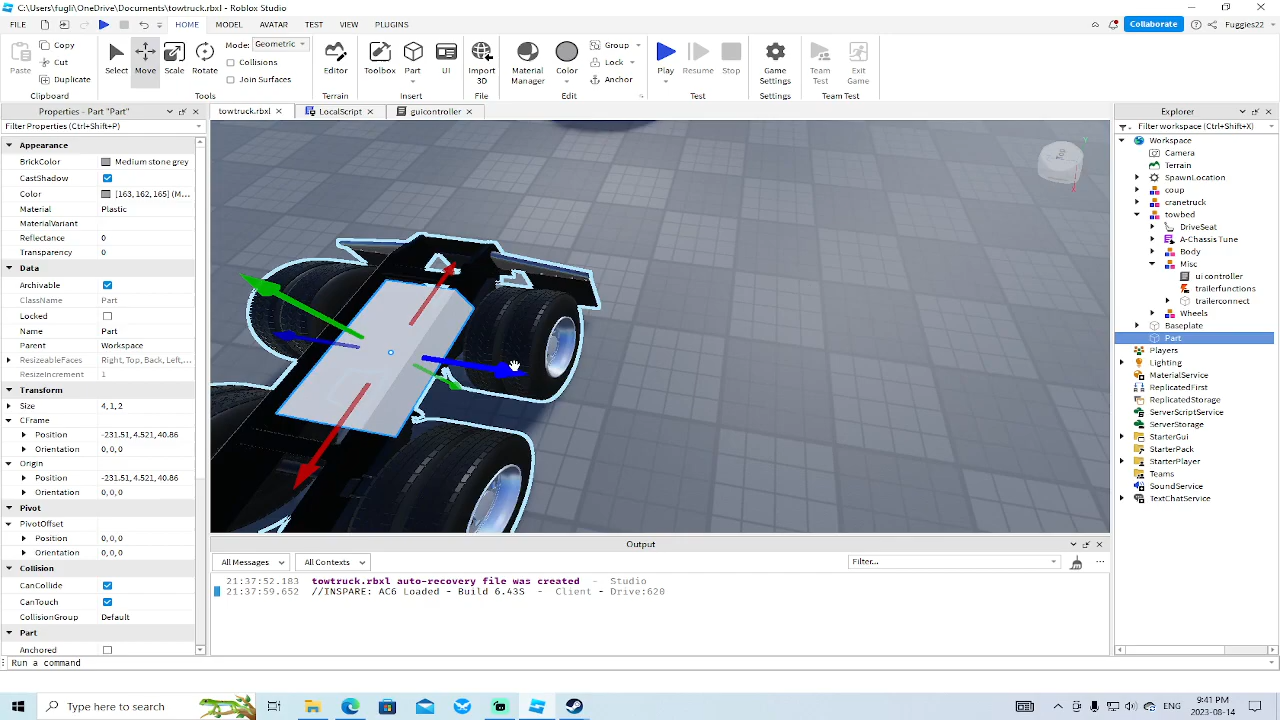 C:\Users\fugli\OneDrive\Documents\towtruck.rbxl - Roblox Studio
FILE HOME MODEL AVATAR TEST VIEW PLUGINS Collaborate Fuggies22
Paste Copy Cut Duplicate Clipboard
Select Move Scale Rotate Mode: Geometric Collisions Join Surfaces Tools
Editor Terrain
Toolbox Part UI Insert
Import 3D File
Material Manager Color Group Lock Anchor Edit
Play Resume Stop Test
Game Settings Settings
Team Test Exit Game Team Test
Properties - Part "Part"
Filter Properties (Ctrl+Shift+P)
Appearance
BrickColor Medium stone grey
CastShadow
Color [163, 162, 165] (M...
Material Plastic
MaterialVariant
Reflectance 0
Transparency 0
Data
Archivable
ClassName Part
Locked
Name Part
Parent Workspace
ResizeableFaces Right, Top, Back, Left,...
ResizeIncrement 1
Transform
Size 4, 1, 2
CFrame
Position -231.51, 4.521, 40.86
Orientation 0, 0, 0
Origin
Position -231.51, 4.521, 40.86
Orientation 0, 0, 0
Pivot
PivotOffset
Position 0, 0, 0
Orientation 0, 0, 0
Collision
CanCollide
CanTouch
CollisionGroup Default
Part
Anchored
towtruck.rbxl LocalScript guicontroller
Explorer
Filter workspace (Ctrl+Shift+X)
Workspace
Camera
Terrain
SpawnLocation
coup
cranetruck
towbed
DriveSeat
A-Chassis Tune
Body
Misc
ui controller
trailerfunctions
trailerconnect
Wheels
Baseplate
Part
Players
Lighting
MaterialService
ReplicatedFirst
ReplicatedStorage
ServerScriptService
ServerStorage
StarterGui
StarterPack
StarterPlayer
Teams
SoundService
TextChatService
Output
All Messages All Contexts Filter...
21:37:52.183 towtruck.rbxl auto-recovery file was created - Studio
21:37:59.652 //INSPARE: AC6 Loaded - Build 6.43S - Client - Drive:620
Run a command
Type here to search
ENG
9:41 PM
2023-08-14